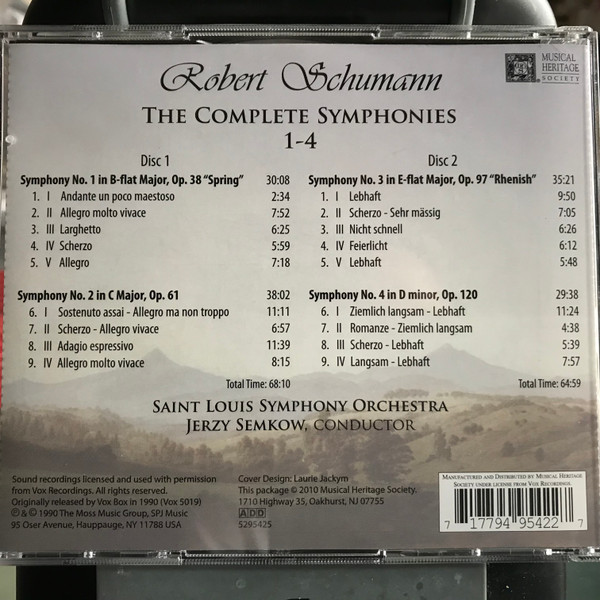 Robert Schumann
MUSICAL
HERITAGE
SOCIETY
THE COMPLETE SYMPHONIES
1-4
Disc 1
Symphony No. 1 in B-flat Major, Op. 38 "Spring" 30:08
1. I Andante un poco maestoso 2:34
2. II Allegro molto vivace 7:52
3. III Larghetto 6:25
4. IV Scherzo 5:59
5. V Allegro 7:18
Symphony No. 2 in C Major, Op. 61 38:02
6. I Sostenuto assai - Allegro ma non troppo 11:11
7. II Scherzo - Allegro vivace 6:57
8. III Adagio espressivo 11:39
9. IV Allegro molto vivace 8:15
Total Time: 68:10
Disc 2
Symphony No. 3 in E-flat Major, Op. 97 "Rhenish" 35:21
1. I Lebhaft 9:50
2. II Scherzo - Sehr mässig 7:05
3. III Nicht schnell 6:26
4. IV Feierlicht 6:12
5. V Lebhaft 5:48
Symphony No. 4 in D minor, Op. 120 29:38
6. I Ziemlich langsam - Lebhaft 11:24
7. II Romanze - Ziemlich langsam 4:38
8. III Scherzo - Lebhaft 5:39
9. IV Langsam - Lebhaft 7:57
Total Time: 64:59
SAINT LOUIS SYMPHONY ORCHESTRA
JERZY SEMKOW, CONDUCTOR
Sound recordings licensed and used with permission
from Vox Recordings. All rights reserved.
Originally released by Vox Box in 1990 (Vox 5019)
℗ & © 1990 The Moss Music Group, SPJ Music
95 Oser Avenue, Hauppauge, NY 11788 USA
Cover Design: Laurie Jackym
This package © 2010 Musical Heritage Society.
1710 Highway 35, Oakhurst, NJ 07755
ADD
5293425
MANUFACTURED AND DISTRIBUTED BY MUSICAL HERITAGE
SOCIETY UNDER LICENSE FROM VOX RECORDINGS.
7 17794 95422 7